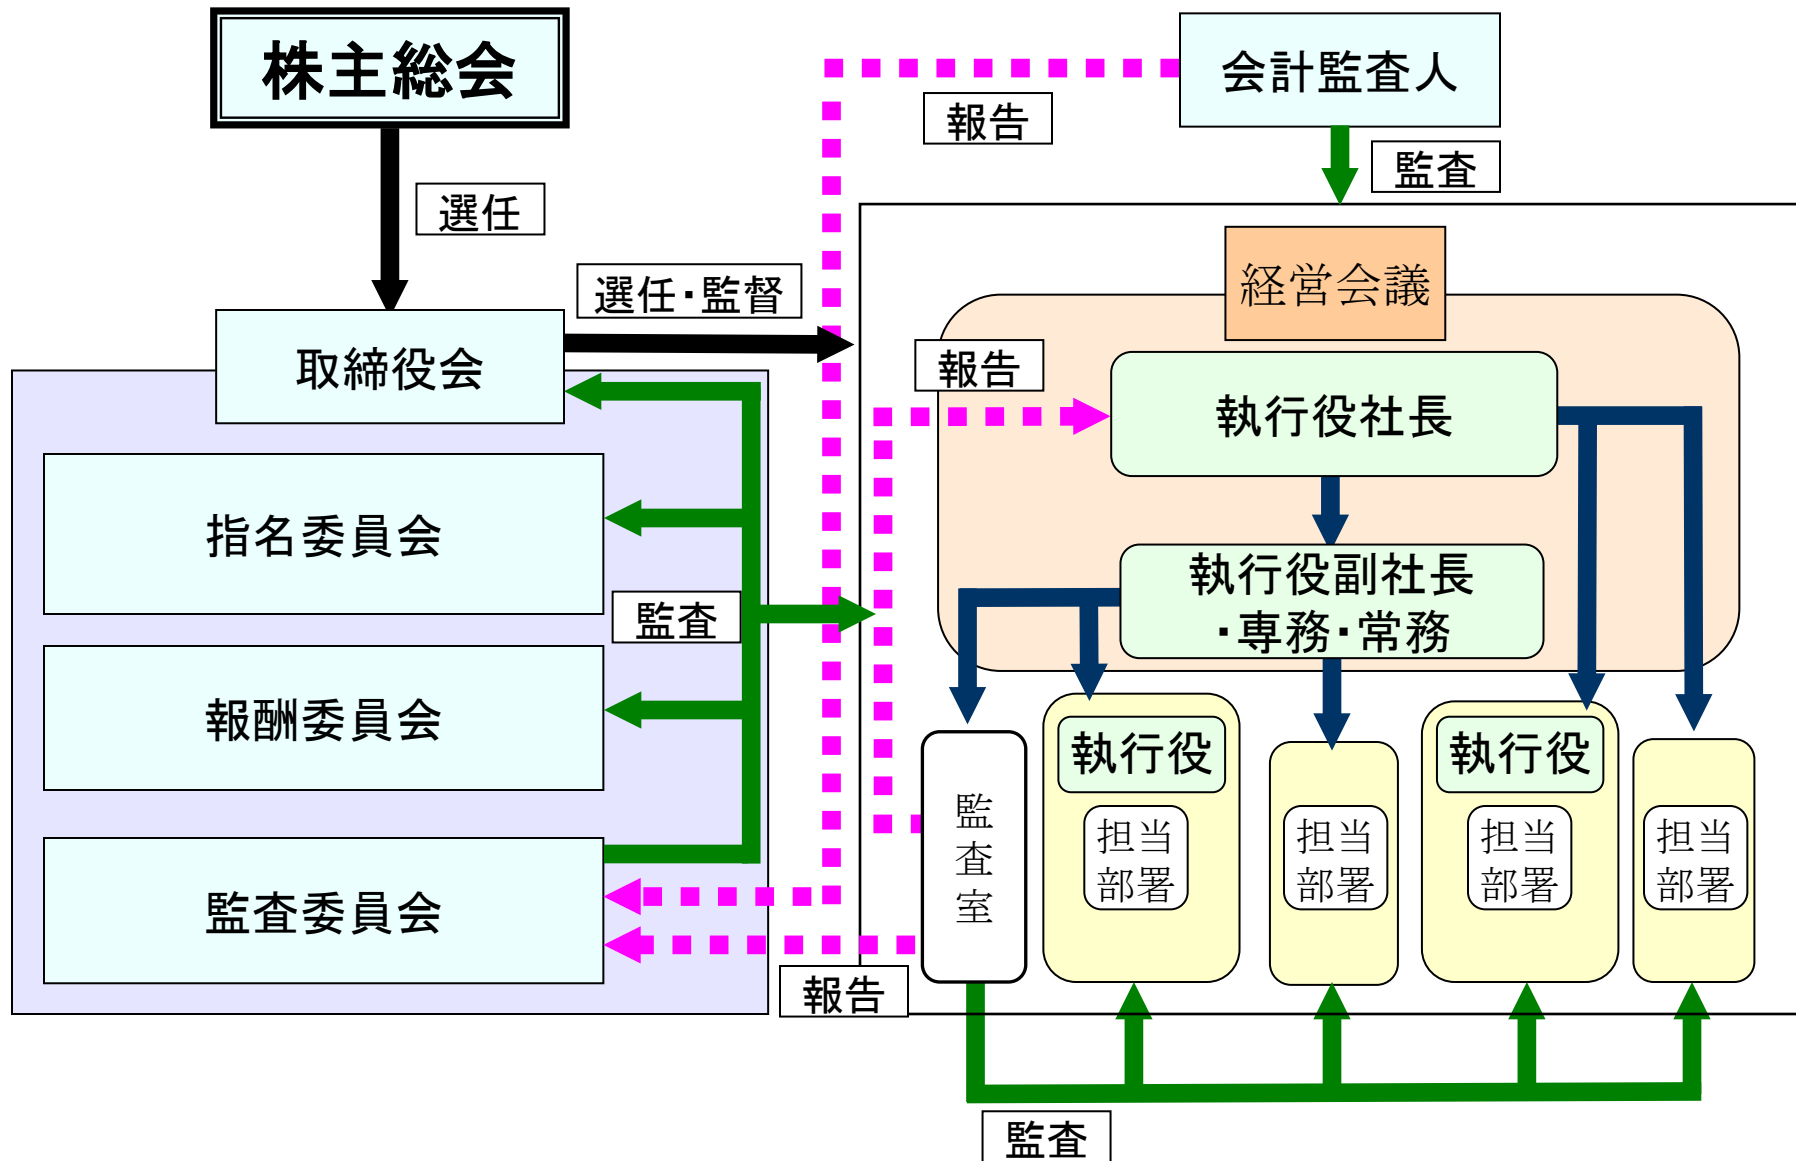 株主総会
会計監査人
報告
監査
選任
選任・監督
経営会議
取締役会
報告
執行役社長
指名委員会
執行役副社長
・専務・常務
監査
報酬委員会
執行役
執行役
監
査
室
担当
部署
担当
部署
担当
部署
担当
部署
監査委員会
報告
監査